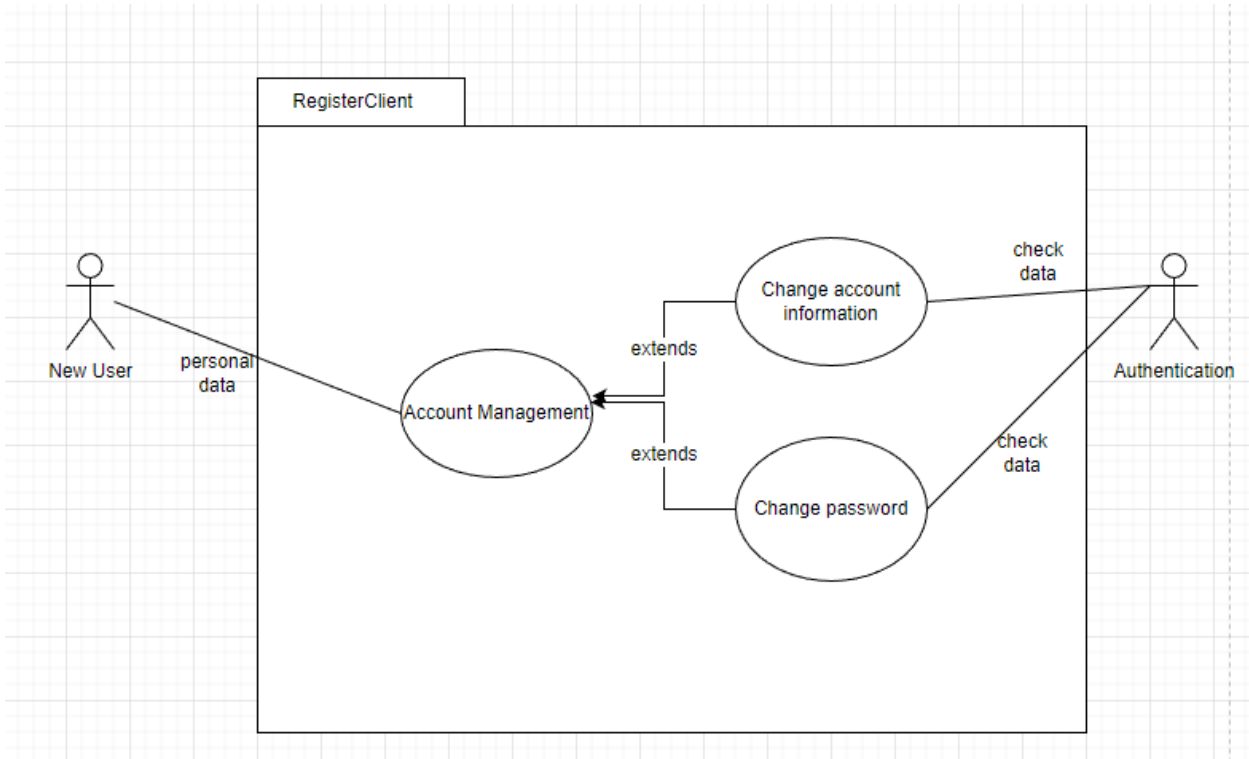 RegisterClient
New User
personal
data
Account Management
extends
extends
Change account
information
Change password
check
data
check
data
Authentication